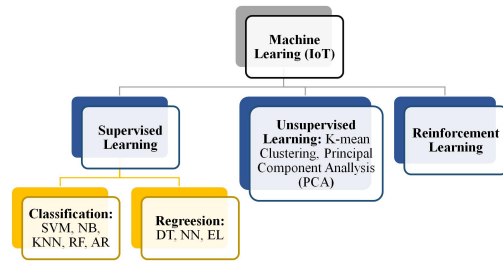 Machine
Learing (IoT)
Supervised
Learning
Unsupervised
Learning: K-mean
Clustering, Principal
Component Anallysis
(PCA)
Reinforcement
Learning
Classification:
SVM, NB,
KNN, RF, AR
Regreesion:
DT, NN, EL